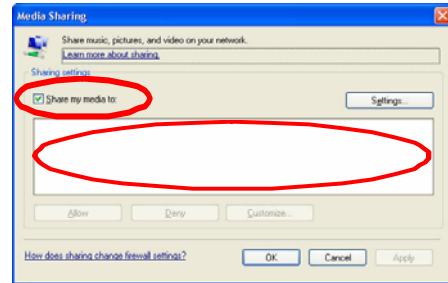 Media Sharing
Share music, pictures, and video on your network.
Learn more about sharing.
Sharing settings
Share my media to:
Settings...
Allow
Deny
Customize...
How does sharing change firewall settings?
OK
Cancel
Apply